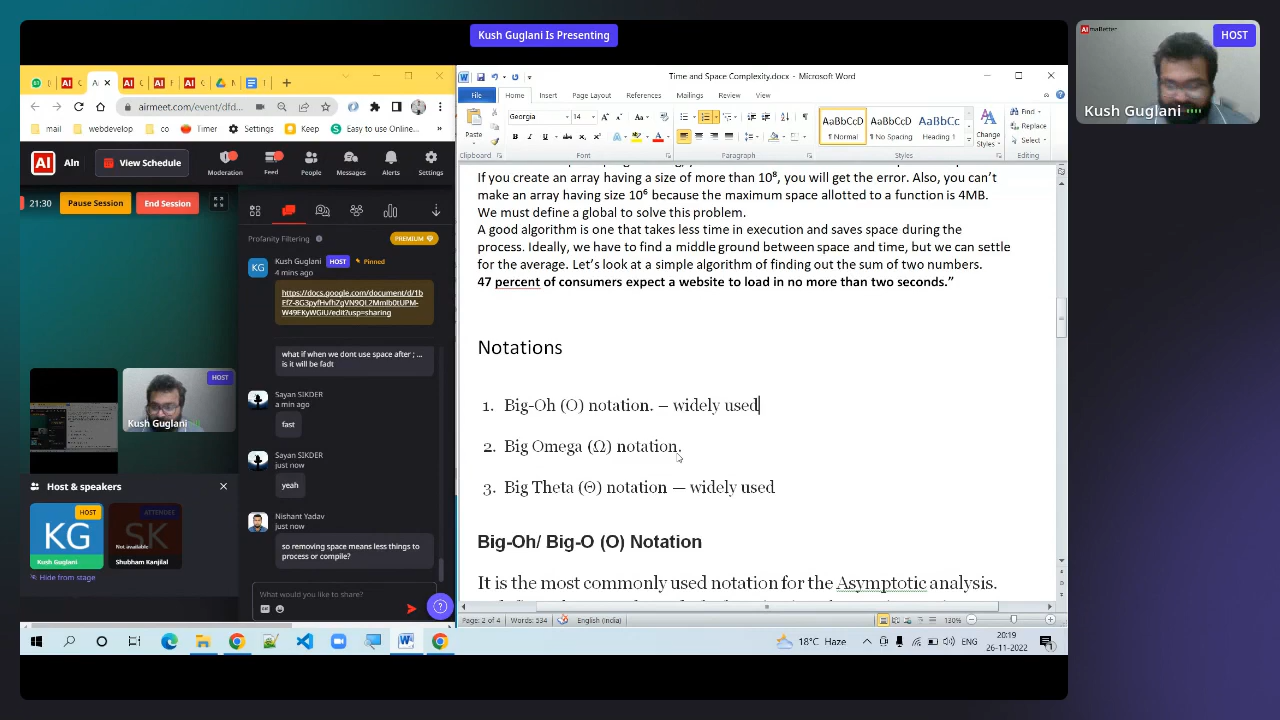 Kush Guglani Is Presenting
HOST
Kush Guglani
airmeet.com/event/dfd
mail
webdevelop
co
Timer
Settings
Keep
Easy to use Onlin...
AI
AIn
View Schedule
Moderation
Feed
People
Messages
Alerts
Settings
21:30
Pause Session
End Session
Profanity Filtering
PREMIUM
KG
Kush Guglani
HOST
Pinned
4 mins ago
https://docs.google.com/document/d/1b
W49FKyWGIU/edit?usp=sharing
what if when we dont use space after ; ...
is it will be fadt
Sayan SIKDER
a min ago
fast
Sayan SIKDER
just now
yeah
Nishant Yadav
just now
so removing space means less things to
process or compile?
What would you like to share?
HOST
Kush Guglani
Host & speakers
KG
HOST
Kush Guglani
SK
ATTENDEE
Not available
Shubham Kanjilal
Hide from stage
Time and Space Complexity.docx - Microsoft Word
File
Home
Insert
Page Layout
References
Mailings
Review
View
Paste
Clipboard
Georgia
14
Font
Paragraph
AaBbCcD
¶ Normal
AaBbCcD
¶ No Spacing
AaBbCc
Heading 1
Change
Styles
Styles
Find
Replace
Select
Editing
If you create an array having a size of more than 10⁸, you will get the error. Also, you can’t
make an array having size 10⁶ because the maximum space allotted to a function is 4MB.
We must define a global to solve this problem.
A good algorithm is one that takes less time in execution and saves space during the
process. Ideally, we have to find a middle ground between space and time, but we can settle
for the average. Let’s look at a simple algorithm of finding out the sum of two numbers.
47 percent of consumers expect a website to load in no more than two seconds.”
Notations
1. Big-Oh (O) notation. – widely used
2. Big Omega (Ω) notation.
3. Big Theta (Θ) notation — widely used
Big-Oh/ Big-O (O) Notation
It is the most commonly used notation for the Asymptotic analysis.
Page: 2 of 4
Words: 534
English (India)
130%
18°C Haze
ENG
20:19
26-11-2022